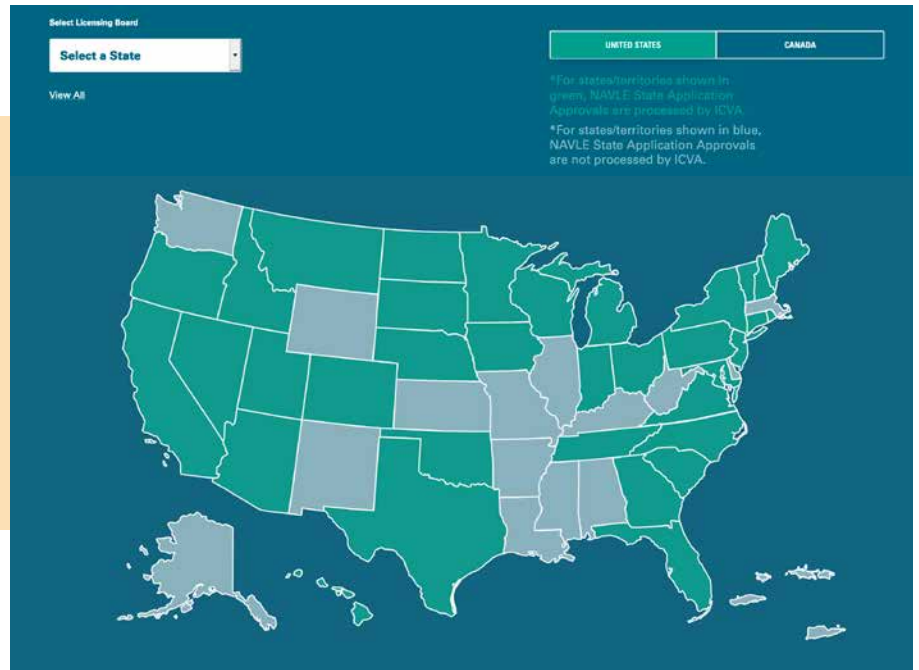 Select Licensing Board
Select a State
View All
UNITED STATES
CANADA
*For states/territories shown in
green, NAVLE State Application
Approvals are processed by ICVA.
*For states/territories shown in blue,
NAVLE State Application Approvals
are not processed by ICVA.